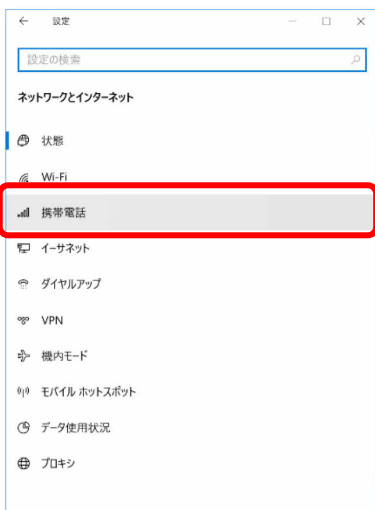 設定
設定の検索
ネットワークとインターネット
状態
Wi-Fi
携帯電話
イーサネット
ダイヤルアップ
VPN
機内モード
モバイル ホットスポット
データ使用状況
プロキシ